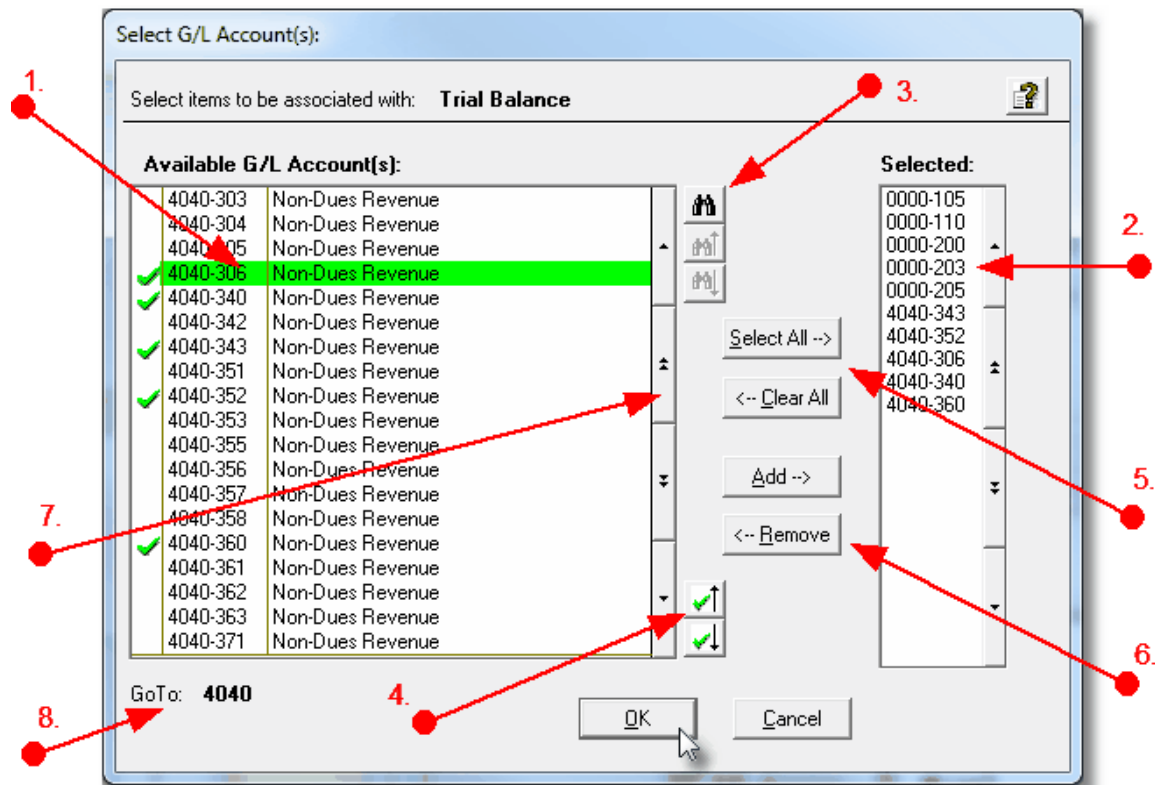 Select G/L Account(s):
1.
Select items to be associated with: Trial Balance
3.
Available G/L Account(s):
Selected:
4040-303 Non-Dues Revenue
4040-304 Non-Dues Revenue
4040-305 Non-Dues Revenue
4040-306 Non-Dues Revenue
4040-340 Non-Dues Revenue
4040-342 Non-Dues Revenue
4040-343 Non-Dues Revenue
4040-351 Non-Dues Revenue
4040-352 Non-Dues Revenue
4040-353 Non-Dues Revenue
4040-355 Non-Dues Revenue
4040-356 Non-Dues Revenue
4040-357 Non-Dues Revenue
4040-358 Non-Dues Revenue
4040-360 Non-Dues Revenue
4040-361 Non-Dues Revenue
4040-362 Non-Dues Revenue
4040-363 Non-Dues Revenue
4040-371 Non-Dues Revenue
Select All -->
<-- Clear All
Add -->
<-- Remove
0000-105
0000-110
0000-200
0000-203
0000-205
4040-343
4040-352
4040-306
4040-340
4040-360
2.
5.
7.
6.
GoTo: 4040
4.
8.
OK
Cancel